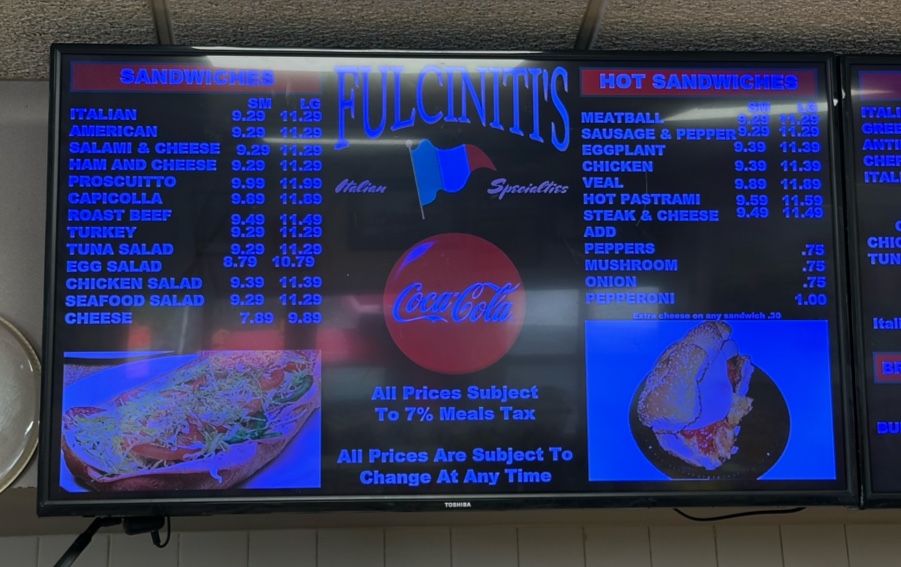 SANDWICHES
SM LG
ITALIAN 9.29 11.29
AMERICAN 9.29 11.29
SALAMI & CHEESE 9.29 11.29
HAM AND CHEESE 9.29 11.29
PROSCUITTO 9.99 11.99
CAPICOLLA 9.89 11.89
ROAST BEEF 9.49 11.49
TURKEY 9.29 11.29
TUNA SALAD 9.29 11.29
EGG SALAD 8.79 10.79
CHICKEN SALAD 9.39 11.39
SEAFOOD SALAD 9.29 11.29
CHEESE 7.89 9.89
FULCINITI'S
Italian Specialties
Coca-Cola
All Prices Subject
To 7% Meals Tax
All Prices Are Subject To
Change At Any Time
HOT SANDWICHES
SM LG
MEATBALL 9.29 11.29
SAUSAGE & PEPPER 9.29 11.29
EGGPLANT 9.39 11.39
CHICKEN 9.39 11.39
VEAL 9.89 11.89
HOT PASTRAMI 9.59 11.59
STEAK & CHEESE 9.49 11.49
ADD
PEPPERS .75
MUSHROOM .75
ONION .75
PEPPERONI 1.00
Extra cheese on any sandwich .30
TOSHIBA